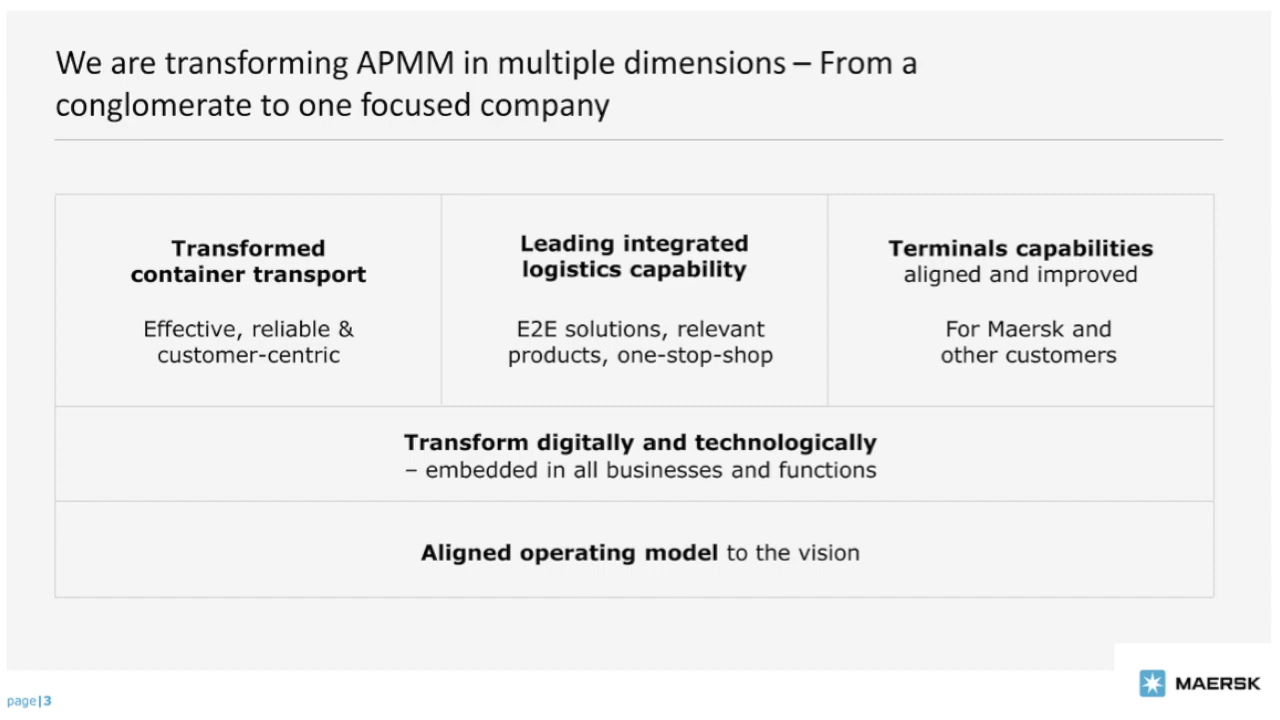 We are transforming APMM in multiple dimensions – From a
conglomerate to one focused company
Transformed
container transport
Effective, reliable &
customer-centric
Leading integrated
logistics capability
E2E solutions, relevant
products, one-stop-shop
Terminals capabilities
aligned and improved
For Maersk and
other customers
Transform digitally and technologically
– embedded in all businesses and functions
Aligned operating model to the vision
page|3
MAERSK